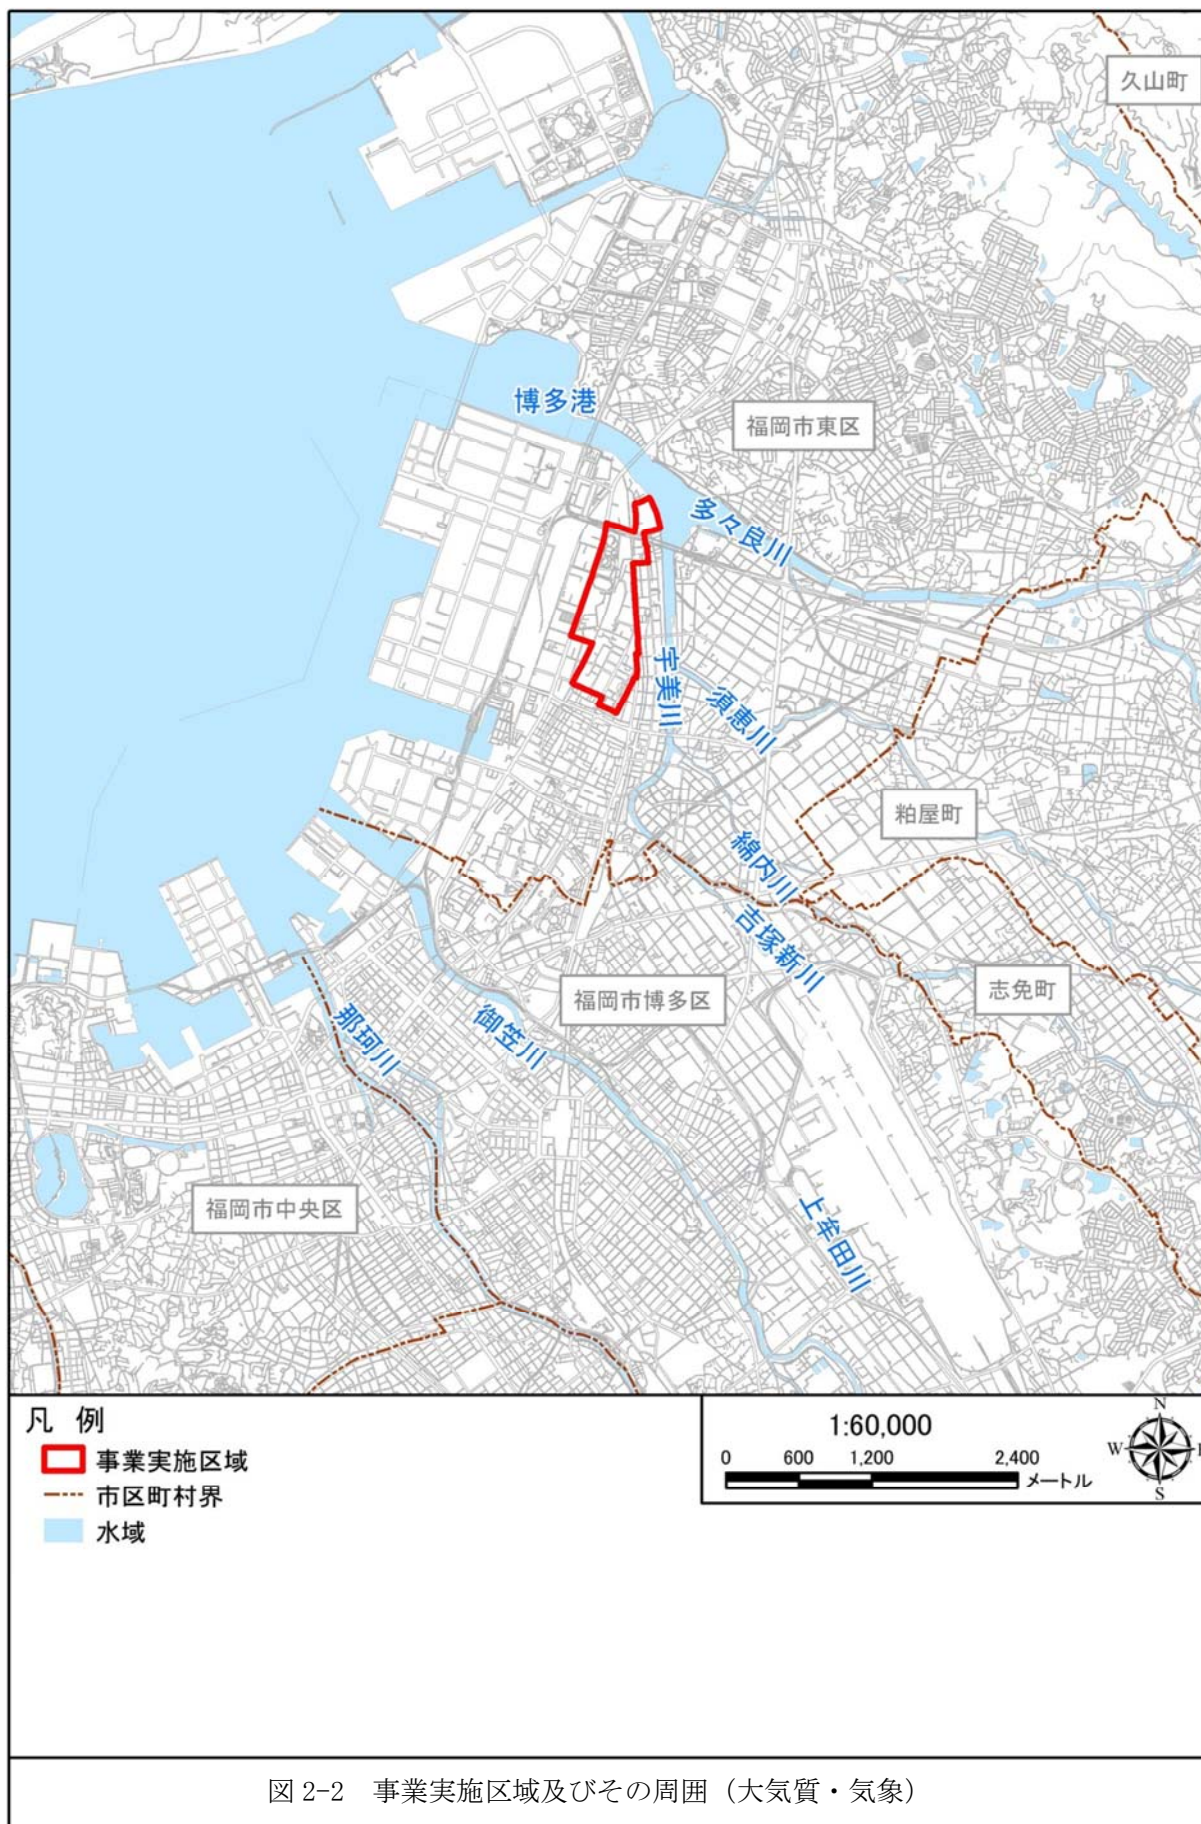 久山町
博多港
福岡市東区
多々良川
宇美川
須恵川
粕屋町
綿内川
吉塚新川
志免町
福岡市博多区
御笠川
那珂川
上牟田川
福岡市中央区
凡 例
事業実施区域
市区町村界
水域
1:60,000
0 600 1,200 2,400
メートル
N
W
S
図 2-2 事業実施区域及びその周囲（大気質・気象）